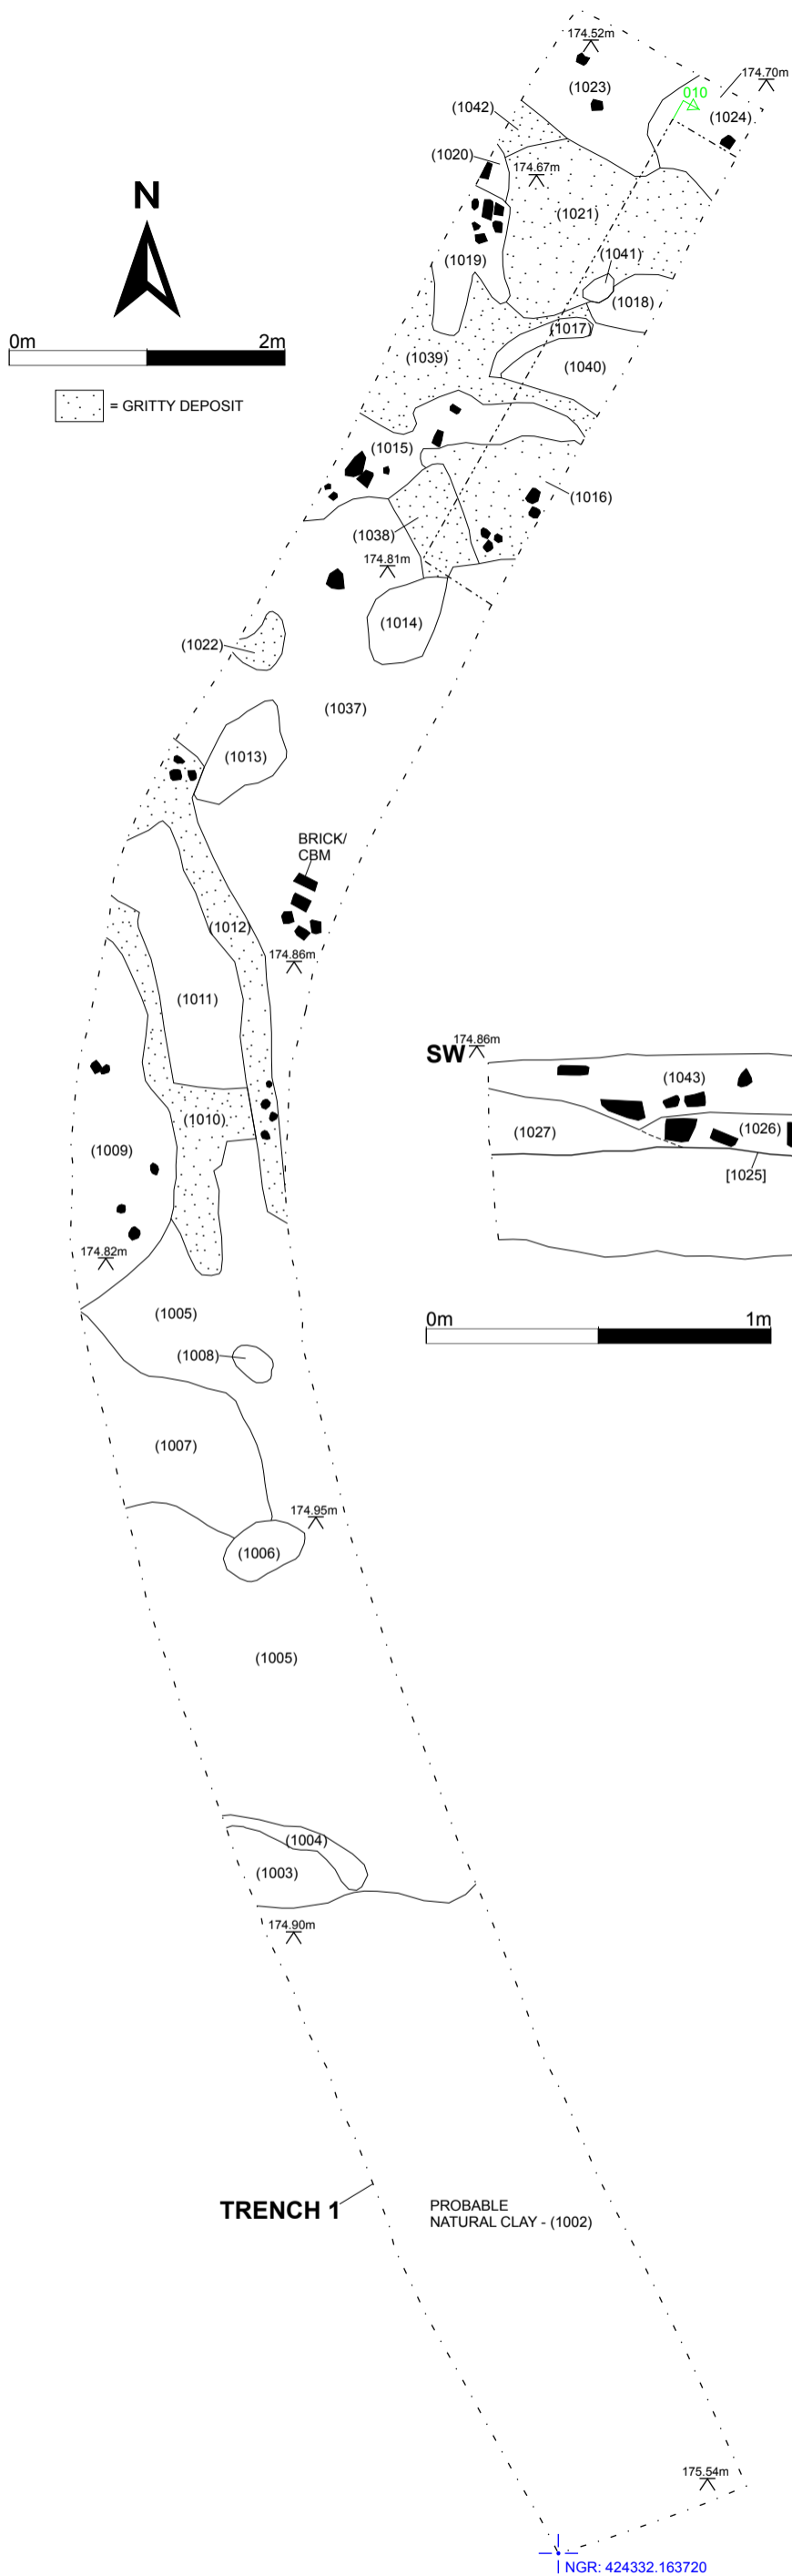 174.52m
174.70m
(1023)
010
(1042)
(1024)
(1020)
174.67m
N
(1021)
(1041)
(1019)
(1018)
(1017)
0m 2m
(1039)
(1040)
= GRITTY DEPOSIT
(1015)
(1016)
(1038)
174.81m
(1014)
(1022)
(1037)
(1013)
BRICK/
CBM
(1012)
174.86m
(1011)
SW
174.86m
(1043)
(1010)
(1026)
(1027)
(1009)
[1025]
174.82m
(1005)
0m 1m
(1008)
(1007)
174.95m
(1006)
(1005)
(1004)
(1003)
174.90m
TRENCH 1
PROBABLE
NATURAL CLAY - (1002)
175.54m
NGR: 424332.163720